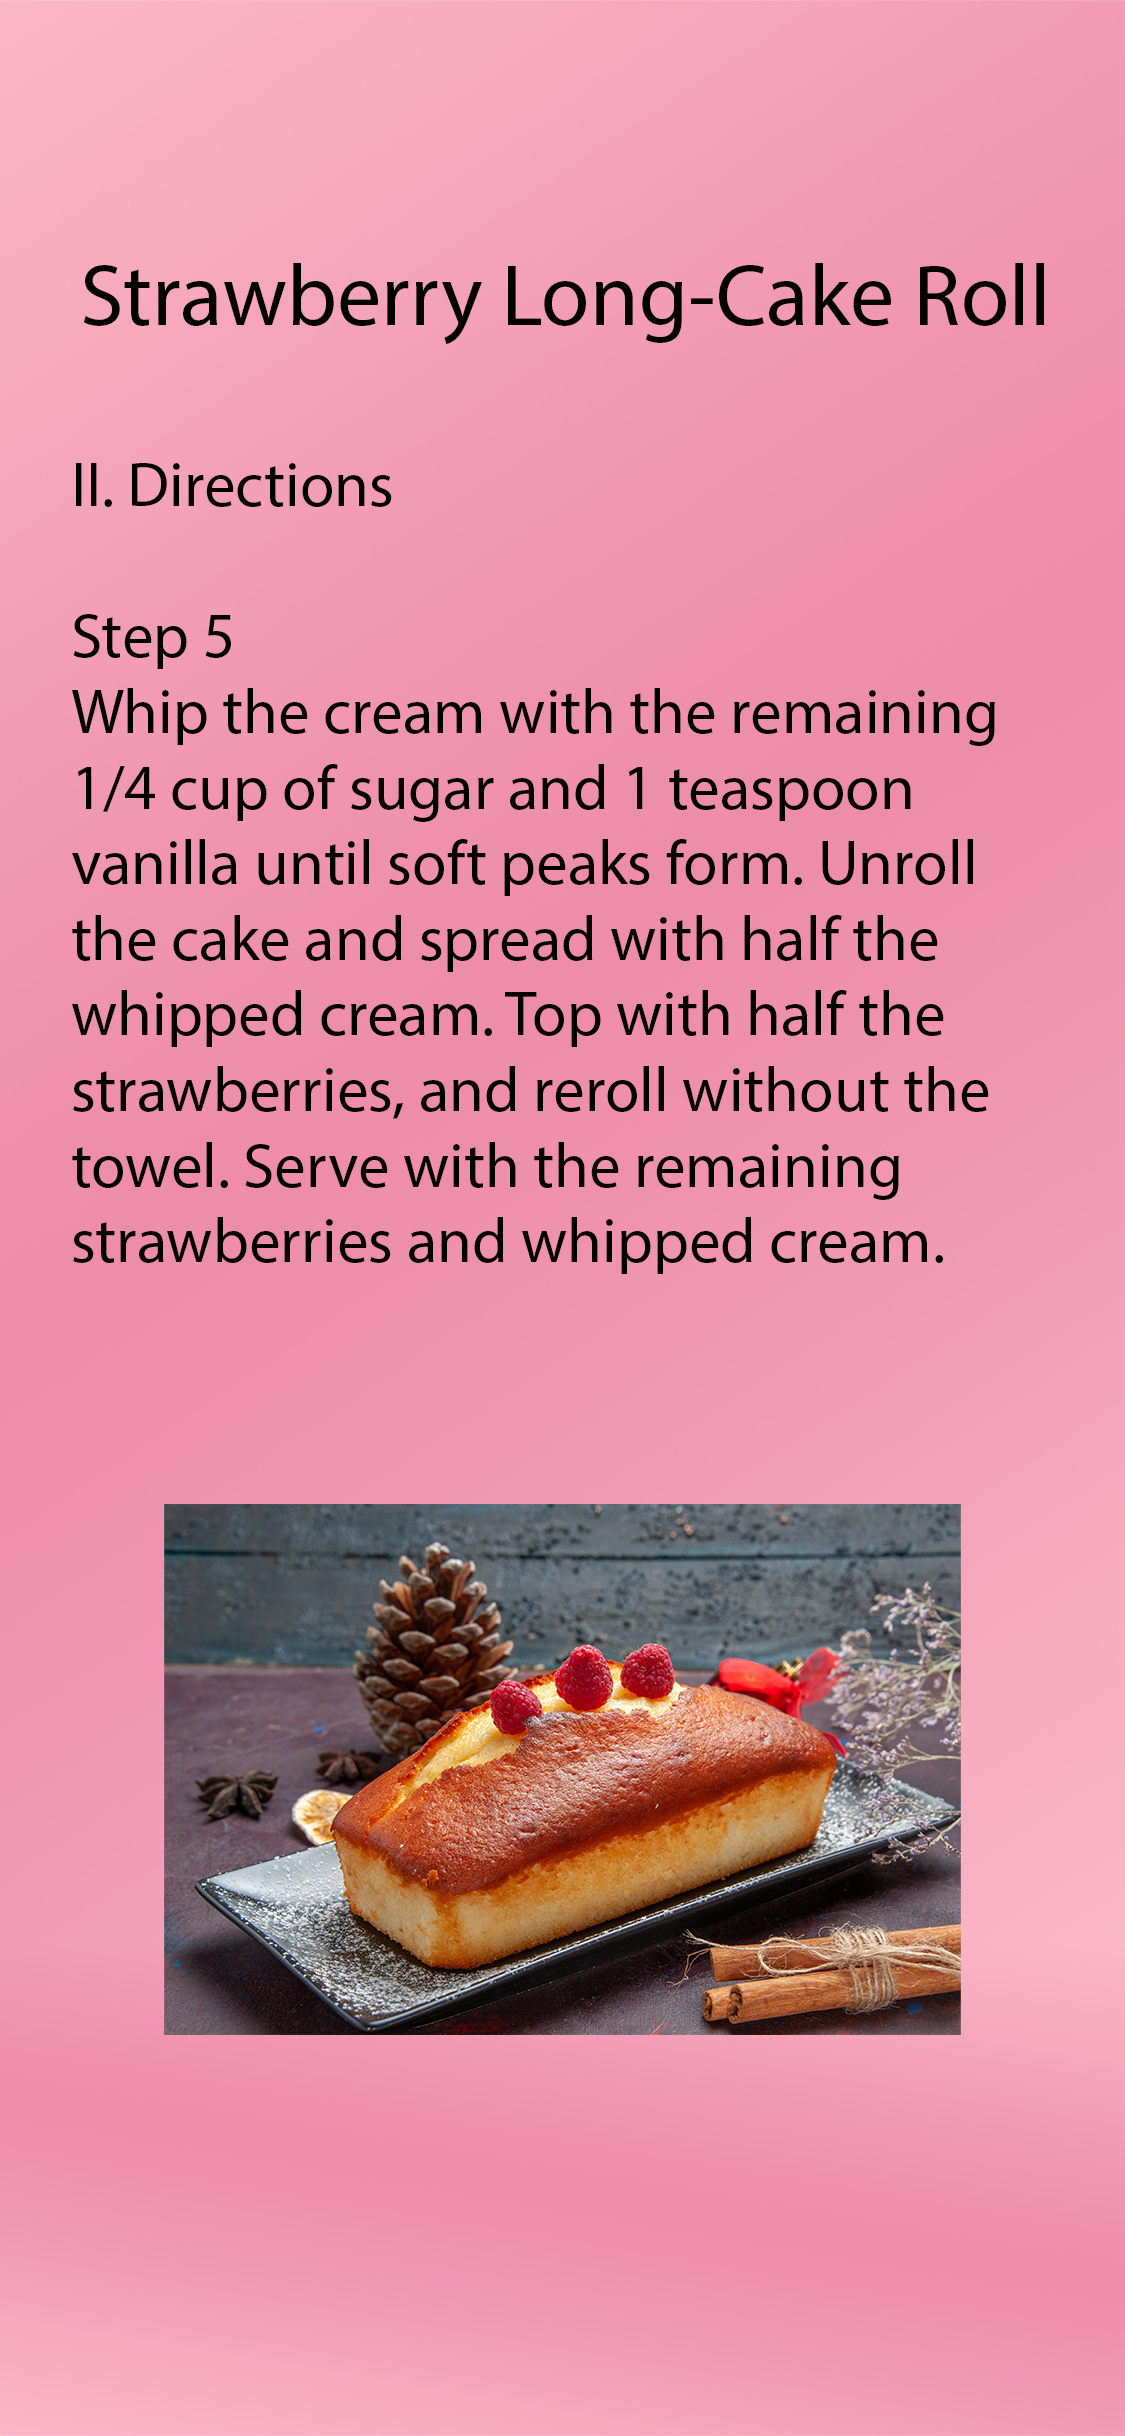 Strawberry Long-Cake Roll
II. Directions
Step 5
Whip the cream with the remaining
1/4 cup of sugar and 1 teaspoon
vanilla until soft peaks form. Unroll
the cake and spread with half the
whipped cream. Top with half the
strawberries, and reroll without the
towel. Serve with the remaining
strawberries and whipped cream.